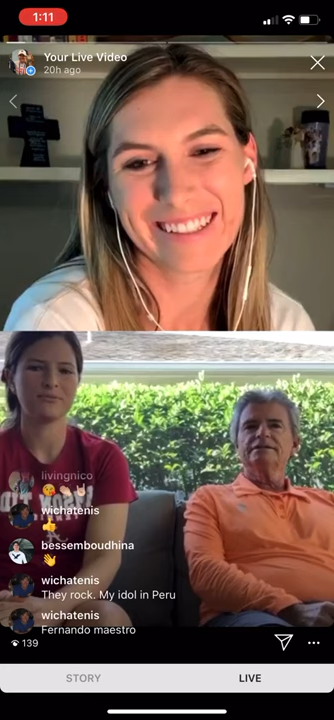 1:11
Your Live Video
20h ago
livingnico
wichatenis
bessemboudhina
wichatenis
They rock. My idol in Peru
wichatenis
Fernando maestro
139
STORY
LIVE